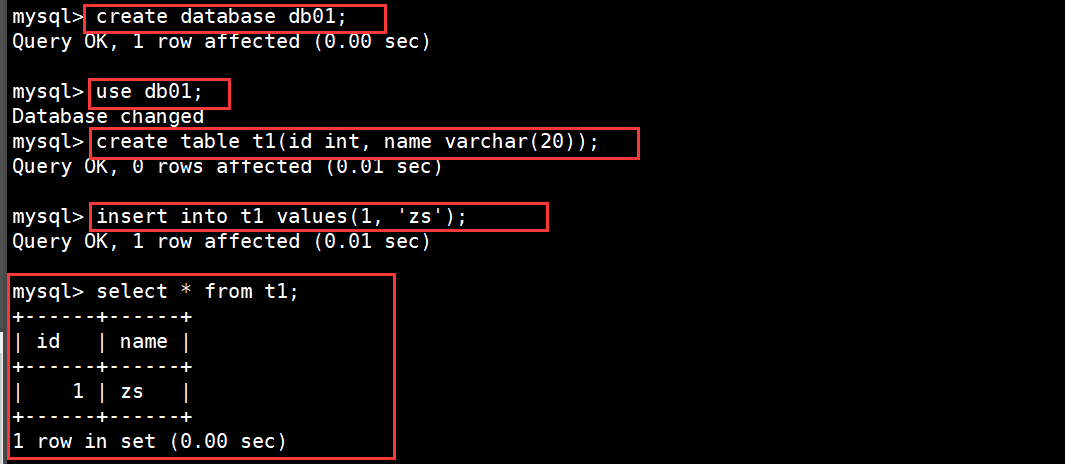 mysql> create database db01;
Query OK, 1 row affected (0.00 sec)
mysql> use db01;
Database changed
mysql> create table t1(id int, name varchar(20));
Query OK, 0 rows affected (0.01 sec)
mysql> insert into t1 values(1, 'zs');
Query OK, 1 row affected (0.01 sec)
mysql> select * from t1;
+------+------+
| id   | name |
+------+------+
|    1 | zs   |
+------+------+
1 row in set (0.00 sec)